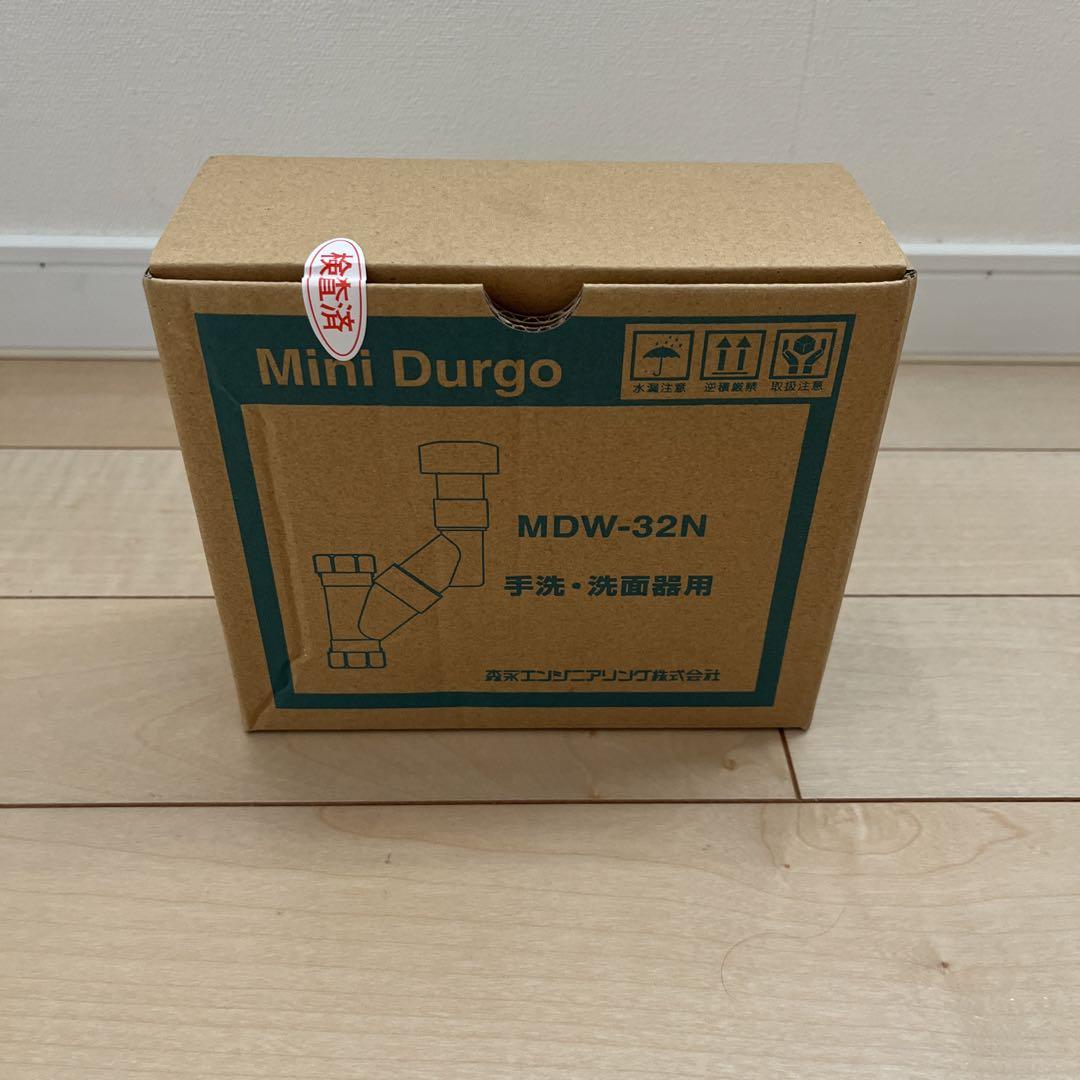 検査済
Mini Durgo
水漏注意 逆積厳禁 取扱注意
MDW-32N
手洗・洗面器用
森永エンジニアリング株式会社